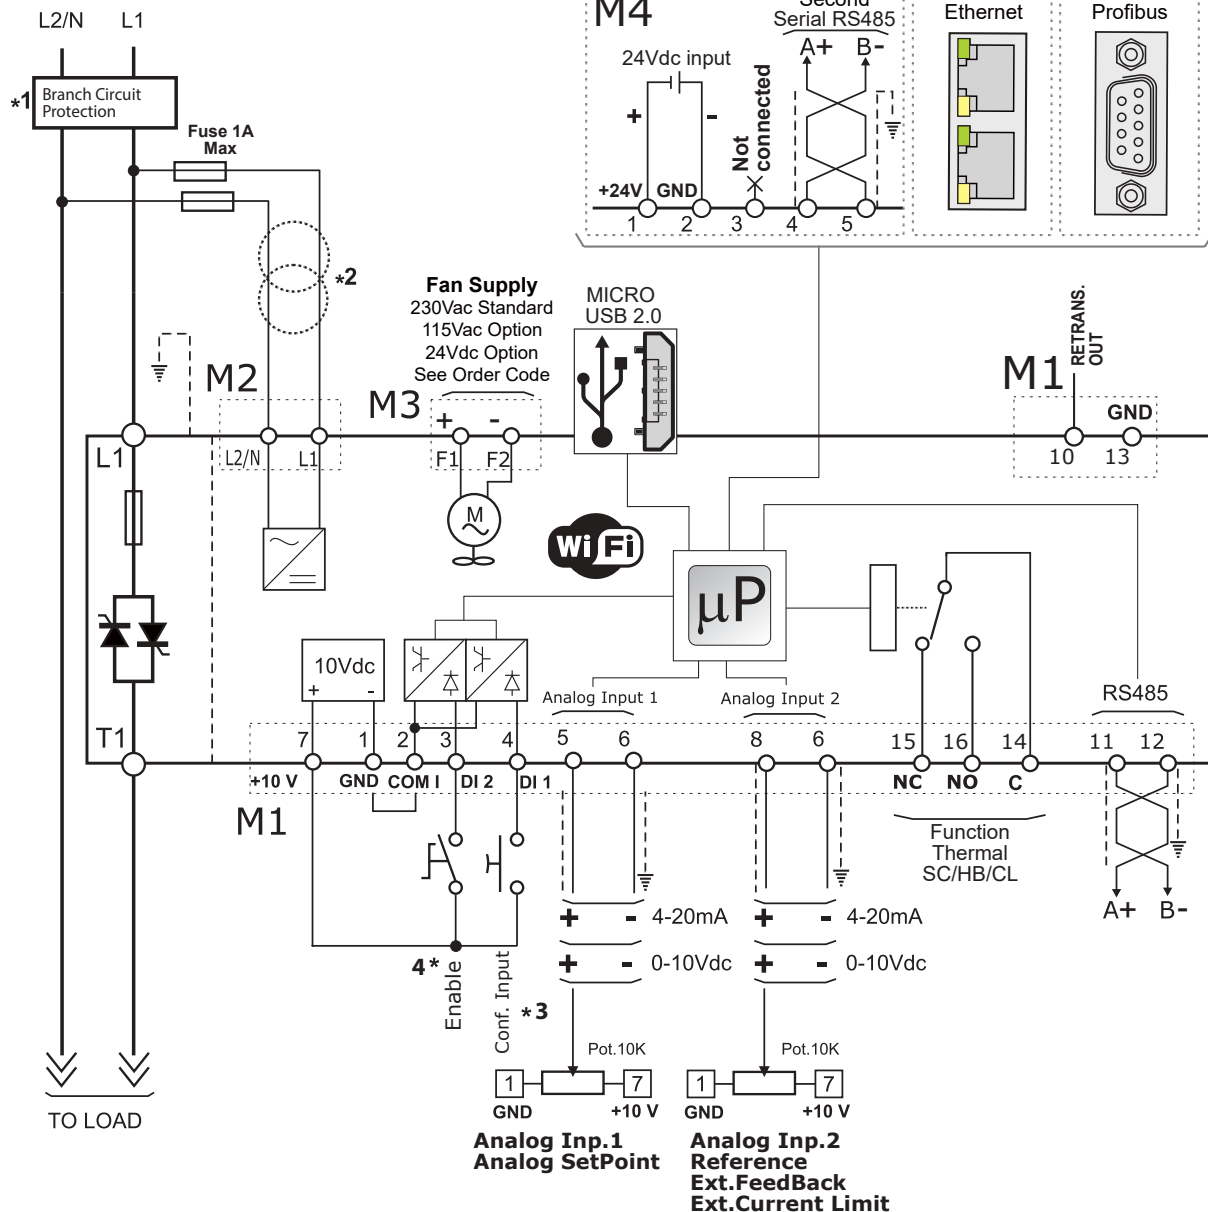 L2/N L1
*1 Branch Circuit
Protection
Fuse 1A
Max
*2
M4
Second
Serial RS485
24Vdc input
A+ B-
+ -
Not
connected
+24V GND
1 2 3 4 5
Ethernet
Profibus
Fan Supply
230Vac Standard
115Vac Option
24Vdc Option
See Order Code
MICRO
USB 2.0
M2
M3
+ -
M1
RETRANS.
OUT
GND
L1
L2/N L1
F1 F2
10 13
M
WiFi
µP
10Vdc
+ -
Analog Input 1
Analog Input 2
RS485
T1
7 1 2 3 4 5 6 8 6 15 16 14 11 12
+10 V GND COM I DI 2 DI 1 NC NO C
M1
Function
Thermal
SC/HB/CL
A+ B-
+ - 4-20mA + - 4-20mA
+ - 0-10Vdc + - 0-10Vdc
4*
Enable
Conf. Input
*3
Pot.10K Pot.10K
1 7 1 7
GND +10 V GND +10 V
TO LOAD
Analog Inp.1
Analog SetPoint
Analog Inp.2
Reference
Ext.FeedBack
Ext.Current Limit